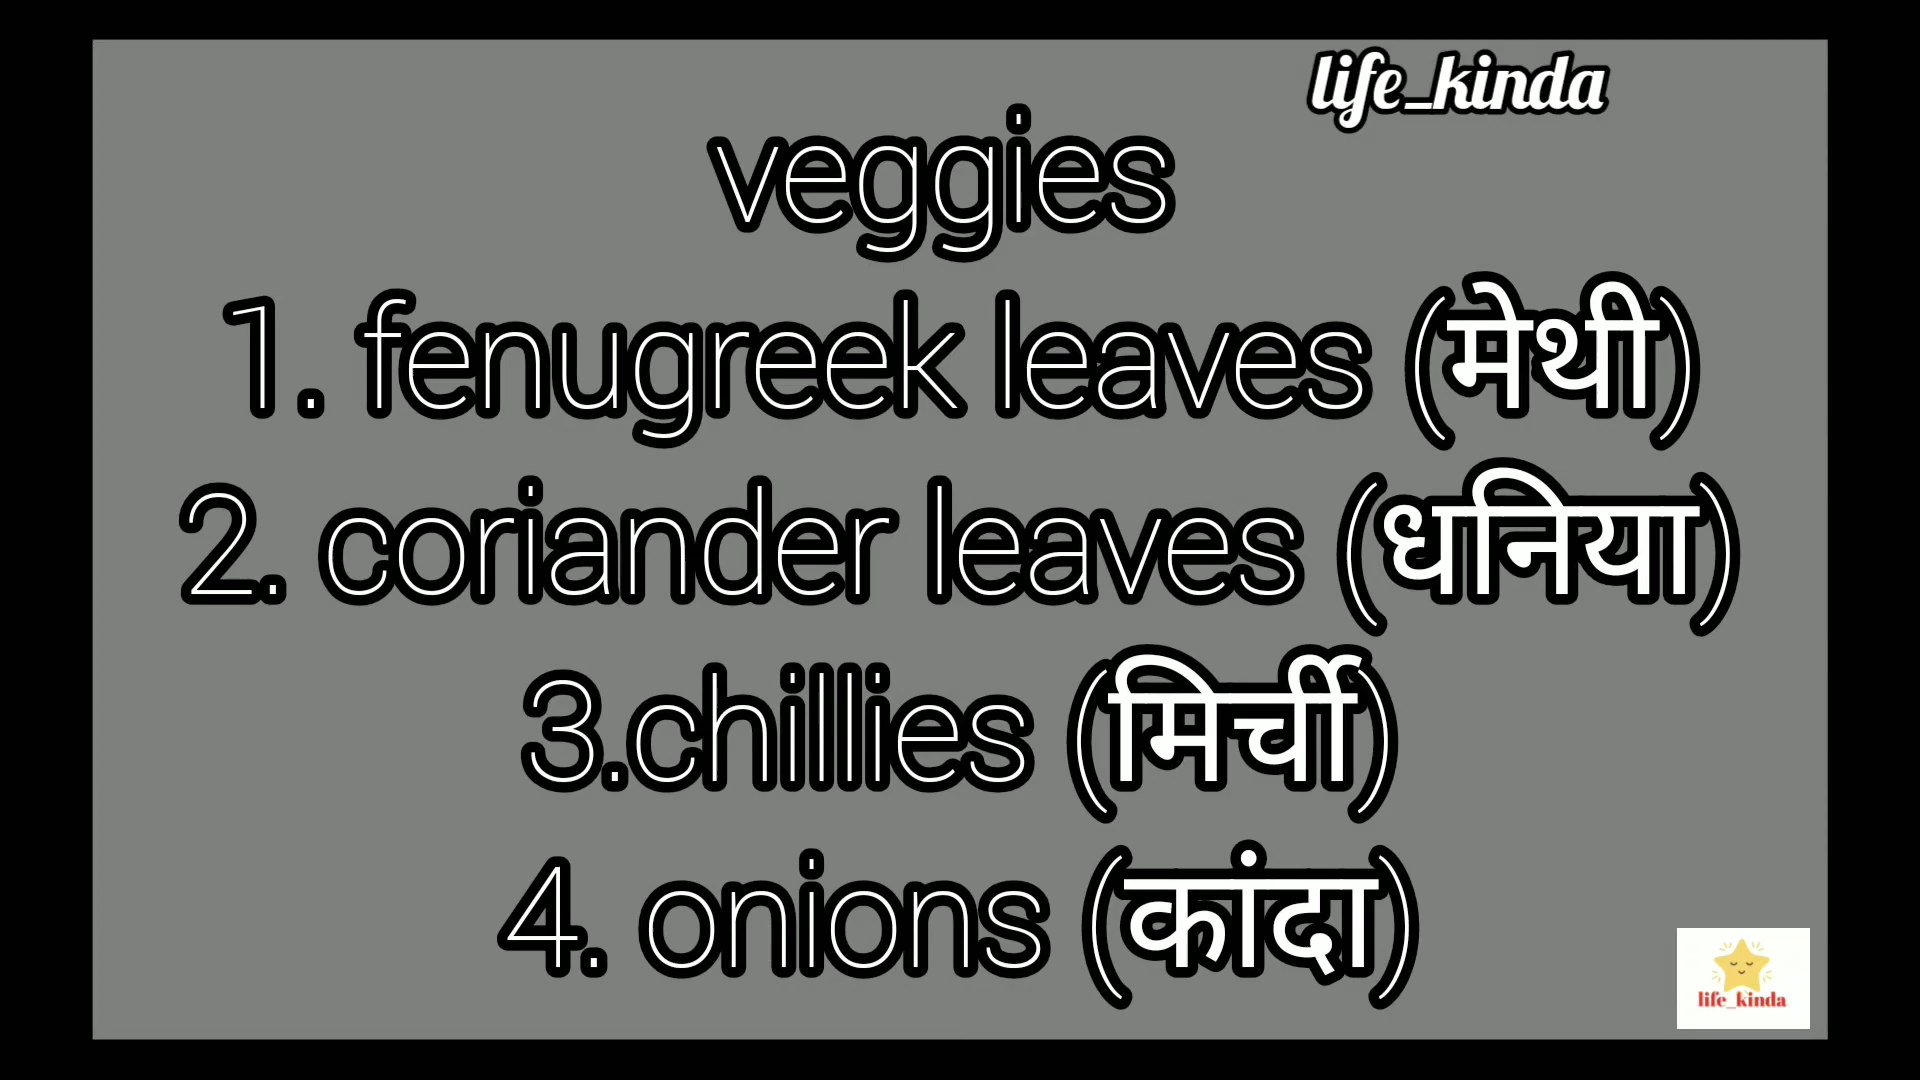 life_kinda
veggies
1. fenugreek leaves (मेथी)
2. coriander leaves (धनिया)
3.chillies (मिर्ची)
4. onions (कांदा)
life_kinda